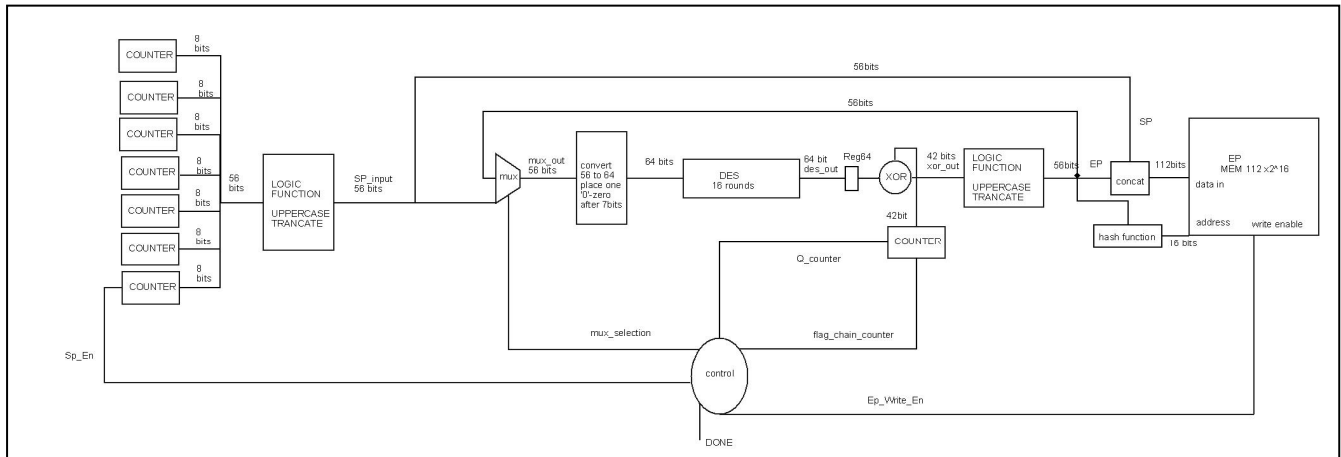 COUNTER
8
bits
COUNTER
8
bits
COUNTER
8
bits
COUNTER
8
bits
COUNTER
8
bits
COUNTER
8
bits
COUNTER
8
bits
56
bits
LOGIC
FUNCTION
UPPERCASE
TRANCATE
SP_input
56 bits
56bits
56bits
mux
mux_out
56 bits
convert
56 to 64
place one
'0'-zero
after 7bits
64 bits
DES
16 rounds
64 bit
des_out
Reg64
XOR
42 bits
xor_out
LOGIC
FUNCTION
UPPERCASE
TRANCATE
56bits
EP
SP
concat
112bits
EP
MEM 112 x2^16
data in
address
write enable
hash function
16 bits
42bit
COUNTER
Q_counter
mux_selection
flag_chain_counter
Sp_En
control
Ep_Write_En
DONE